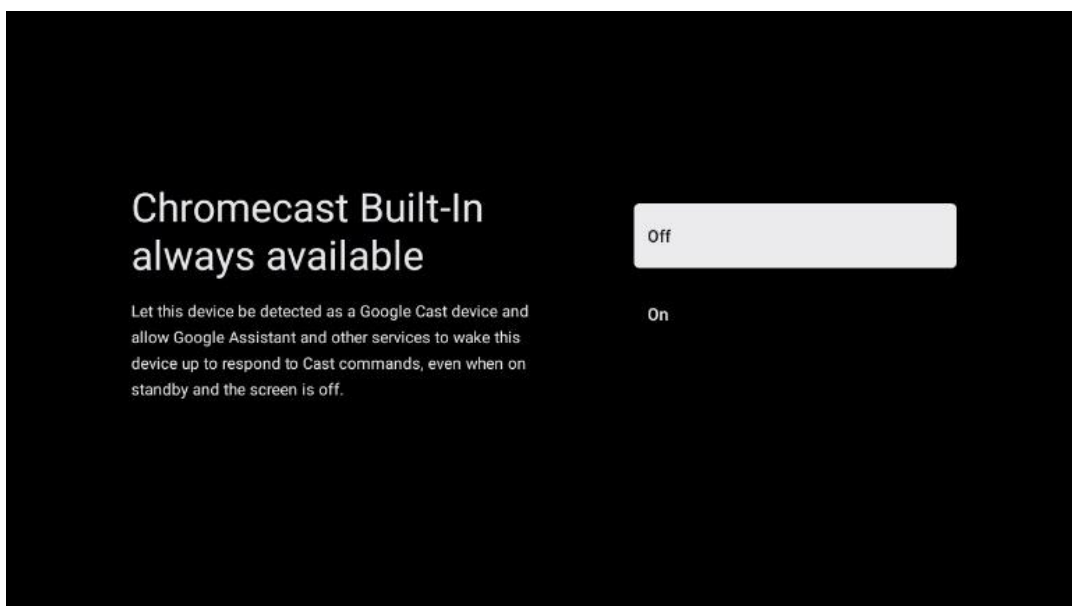 Chromecast Built-In
always available
Let this device be detected as a Google Cast device and
allow Google Assistant and other services to wake this
device up to respond to Cast commands, even when on
standby and the screen is off.
Off
On